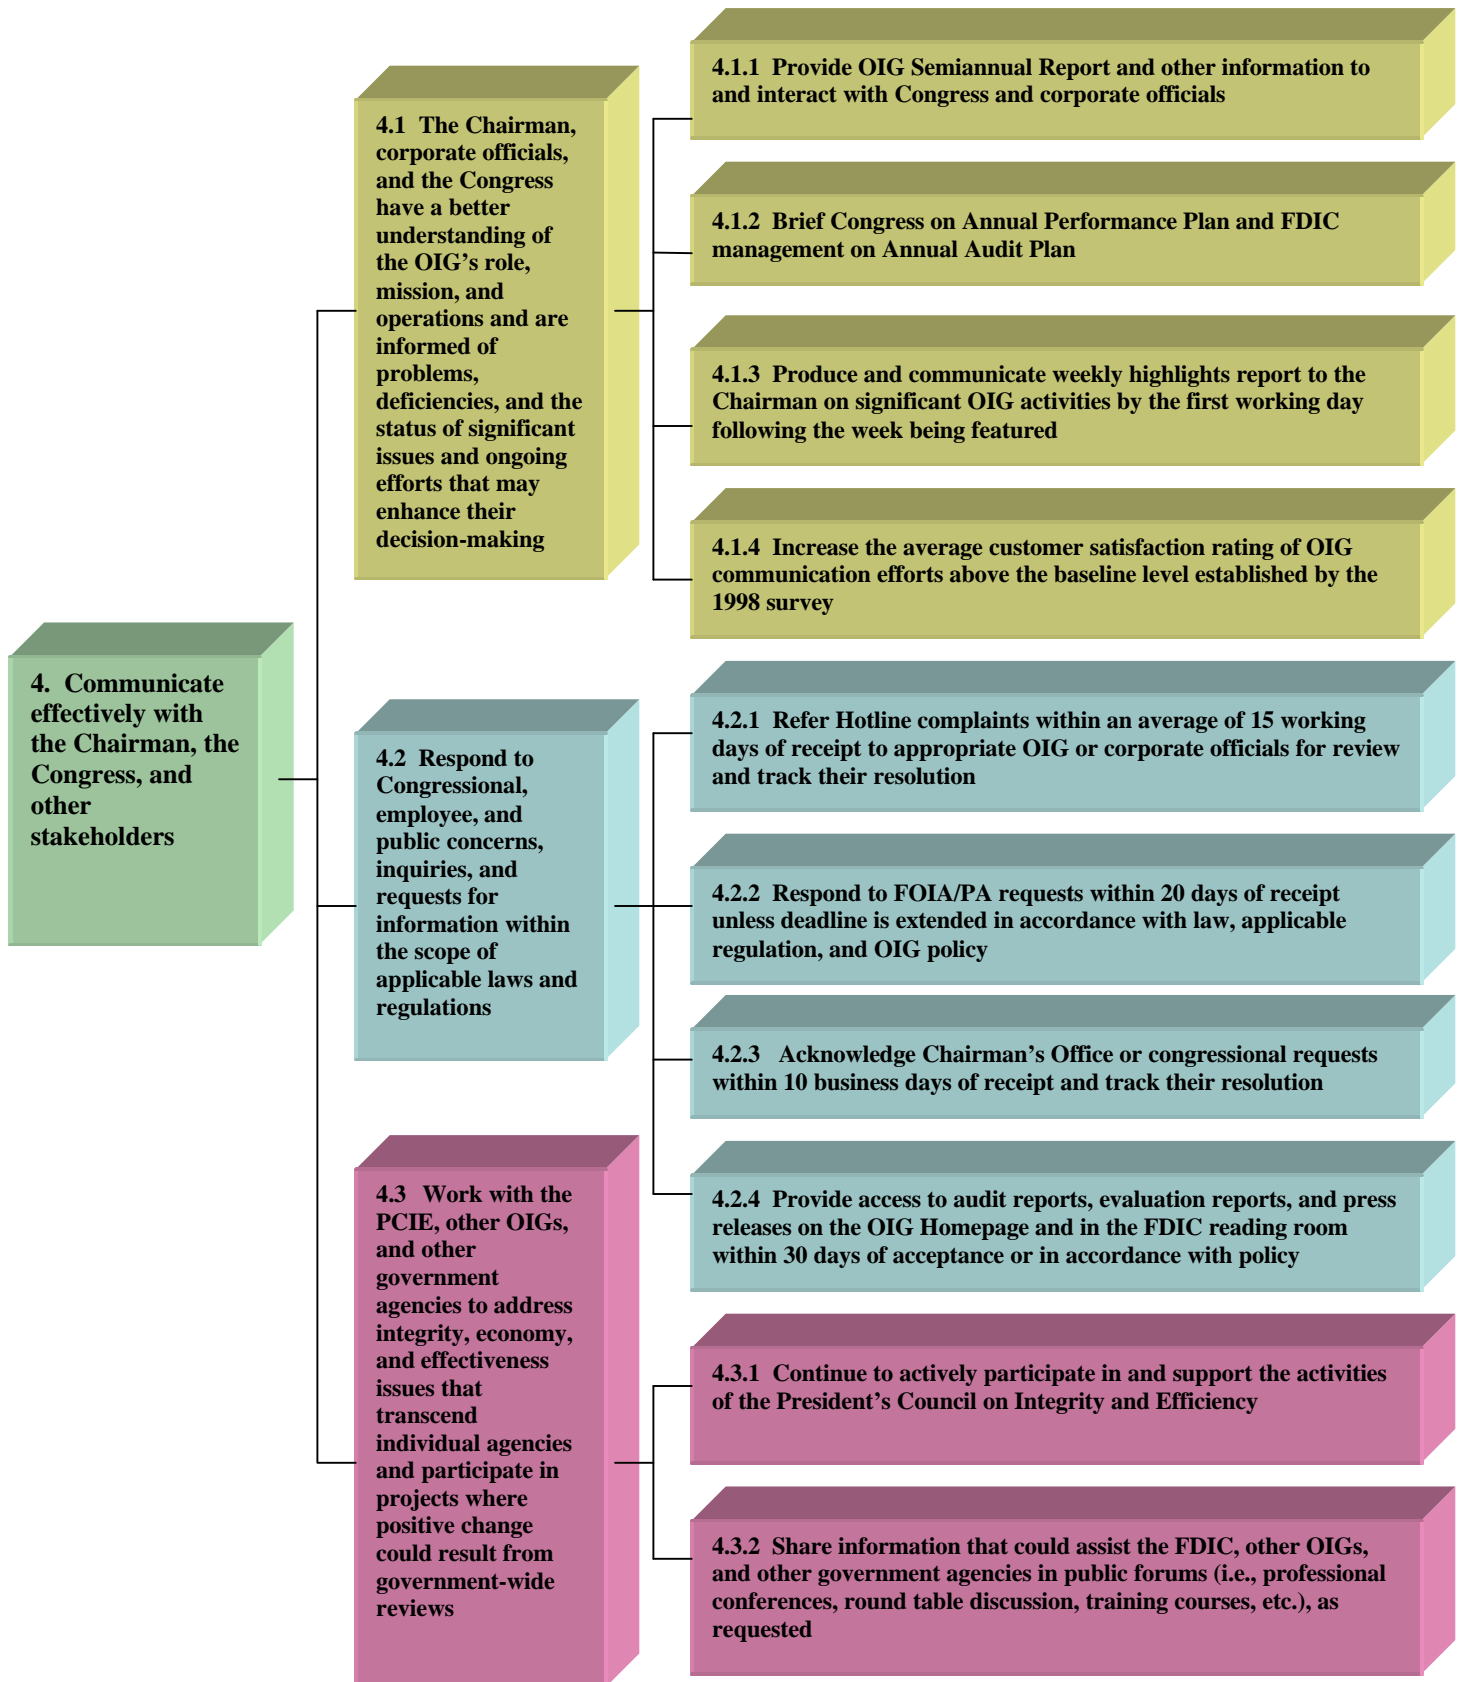 4. Communicate
effectively with
the Chairman, the
Congress, and
other
stakeholders
4.1 The Chairman,
corporate officials,
and the Congress
have a better
understanding of
the OIG’s role,
mission, and
operations and are
informed of
problems,
deficiencies, and the
status of significant
issues and ongoing
efforts that may
enhance their
decision-making
4.1.1 Provide OIG Semiannual Report and other information to
and interact with Congress and corporate officials
4.1.2 Brief Congress on Annual Performance Plan and FDIC
management on Annual Audit Plan
4.1.3 Produce and communicate weekly highlights report to the
Chairman on significant OIG activities by the first working day
following the week being featured
4.1.4 Increase the average customer satisfaction rating of OIG
communication efforts above the baseline level established by the
1998 survey
4.2 Respond to
Congressional,
employee, and
public concerns,
inquiries, and
requests for
information within
the scope of
applicable laws and
regulations
4.2.1 Refer Hotline complaints within an average of 15 working
days of receipt to appropriate OIG or corporate officials for review
and track their resolution
4.2.2 Respond to FOIA/PA requests within 20 days of receipt
unless deadline is extended in accordance with law, applicable
regulation, and OIG policy
4.2.3 Acknowledge Chairman’s Office or congressional requests
within 10 business days of receipt and track their resolution
4.2.4 Provide access to audit reports, evaluation reports, and press
releases on the OIG Homepage and in the FDIC reading room
within 30 days of acceptance or in accordance with policy
4.3 Work with the
PCIE, other OIGs,
and other
government
agencies to address
integrity, economy,
and effectiveness
issues that
transcend
individual agencies
and participate in
projects where
positive change
could result from
government-wide
reviews
4.3.1 Continue to actively participate in and support the activities
of the President’s Council on Integrity and Efficiency
4.3.2 Share information that could assist the FDIC, other OIGs,
and other government agencies in public forums (i.e., professional
conferences, round table discussion, training courses, etc.), as
requested